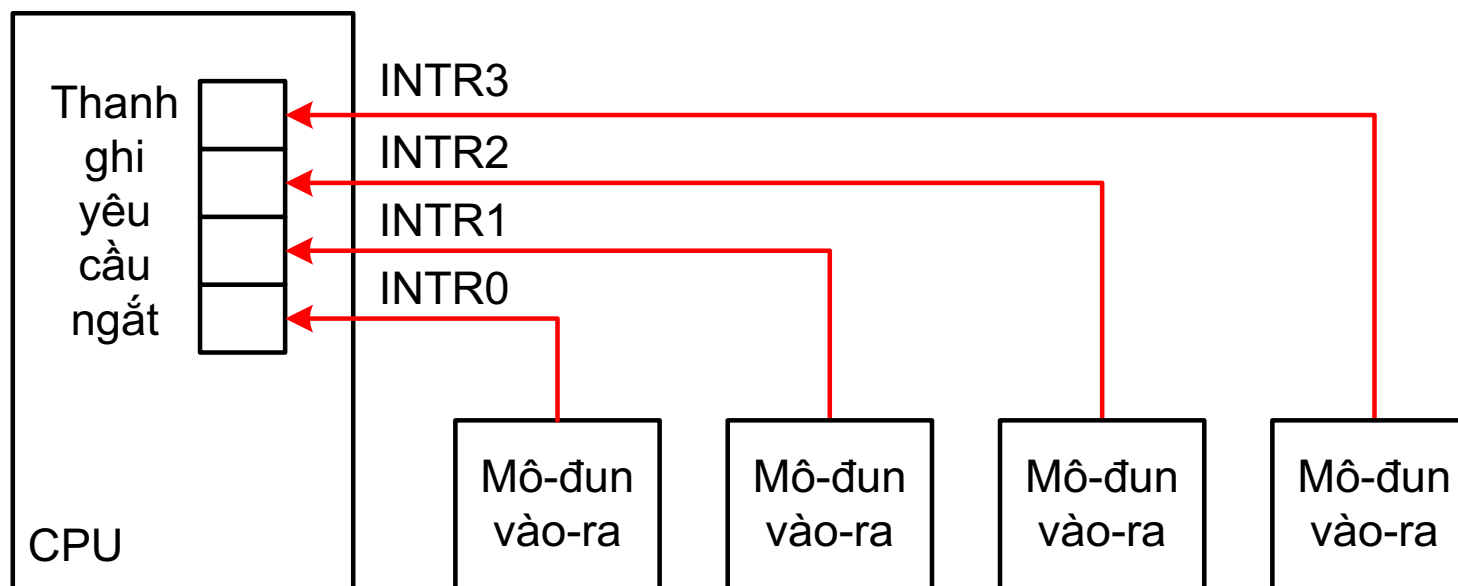 Thanh
ghi
yêu
cầu
ngắt
INTR3
INTR2
INTR1
INTR0
CPU
Mô-đun
vào-ra
Mô-đun
vào-ra
Mô-đun
vào-ra
Mô-đun
vào-ra